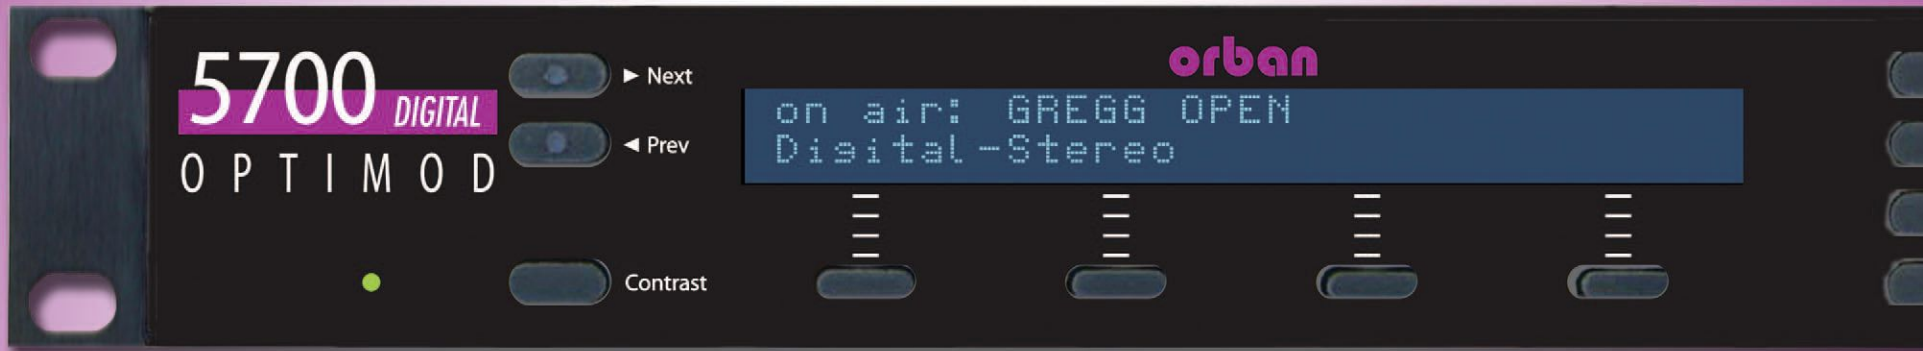 5700 DIGITAL
OPTIMOD
► Next
◄ Prev
Contrast
orban
on air: GREGG OPEN
Digital-Stereo